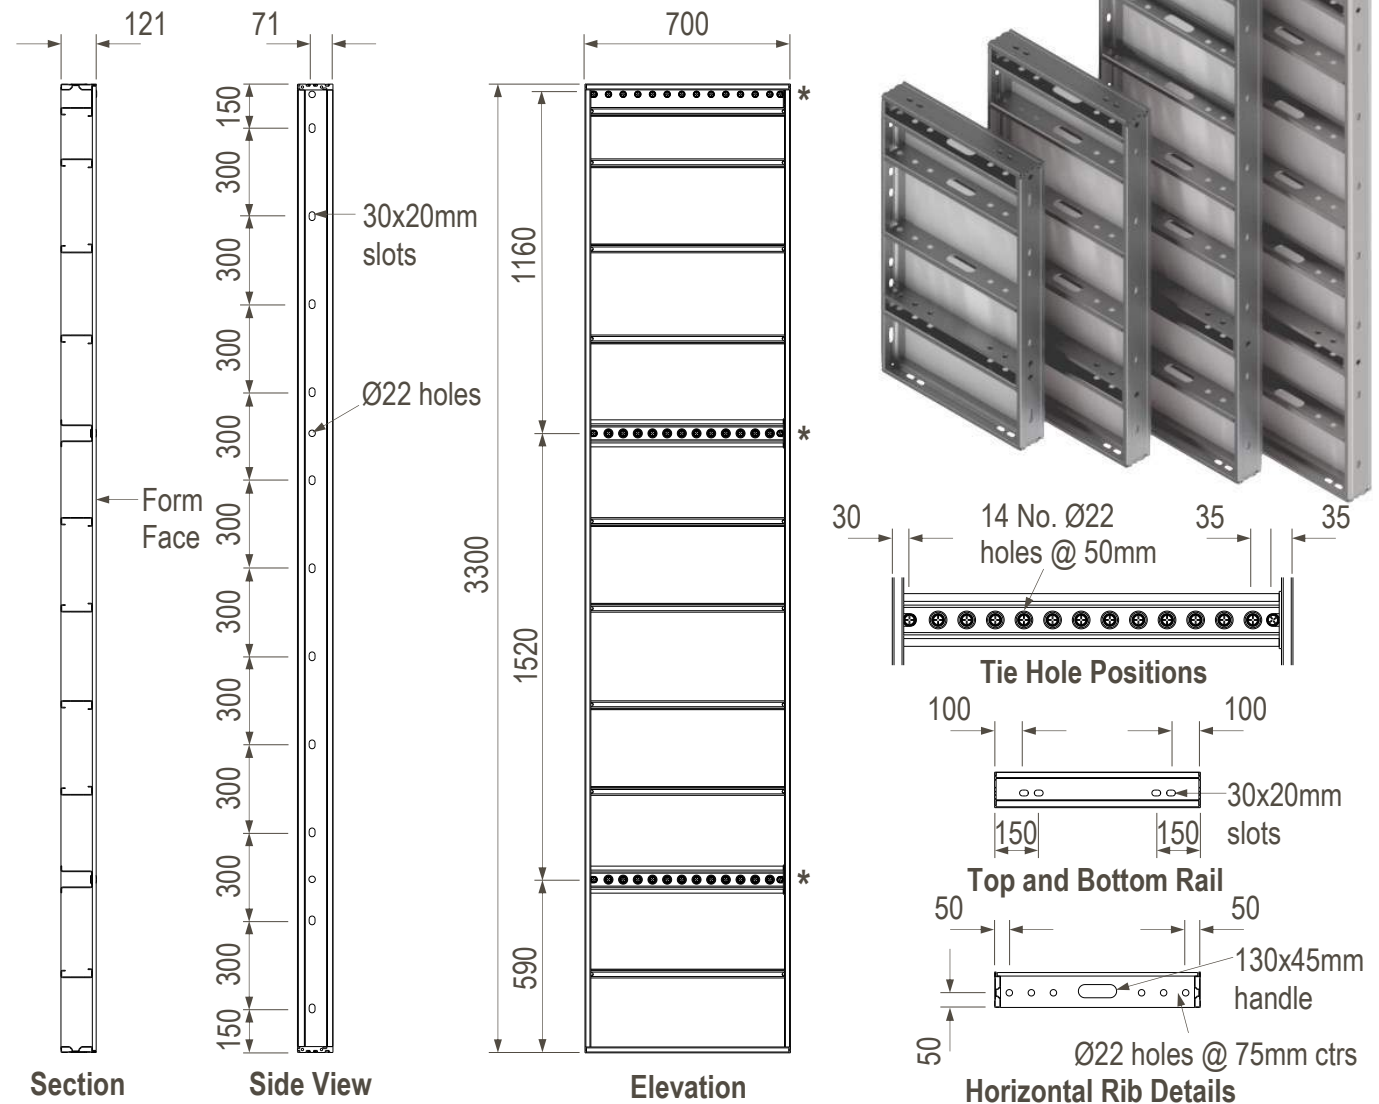 121
71
700
150
300
300
300
300
300
300
300
300
300
300
150
30x20mm
slots
Ø22 holes
Form
Face
3300
1160
1520
590
*
*
*
Section
Side View
Elevation
30
14 No. Ø22
holes @ 50mm
35
35
Tie Hole Positions
100
100
30x20mm
slots
150
150
Top and Bottom Rail
50
50
130x45mm
handle
50
Ø22 holes @ 75mm ctrs
Horizontal Rib Details